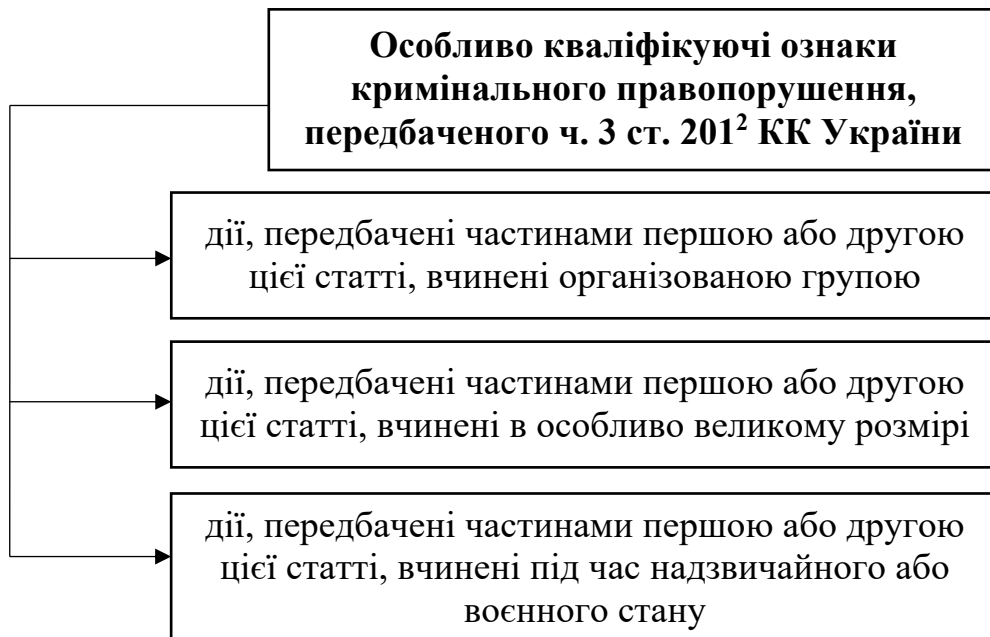 Особливо кваліфікуючі ознаки
кримінального правопорушення,
передбаченого ч. 3 ст. 201² КК України
дії, передбачені частинами першою або другою
цієї статті, вчинені організованою групою
дії, передбачені частинами першою або другою
цієї статті, вчинені в особливо великому розмірі
дії, передбачені частинами першою або другою
цієї статті, вчинені під час надзвичайного або
воєнного стану